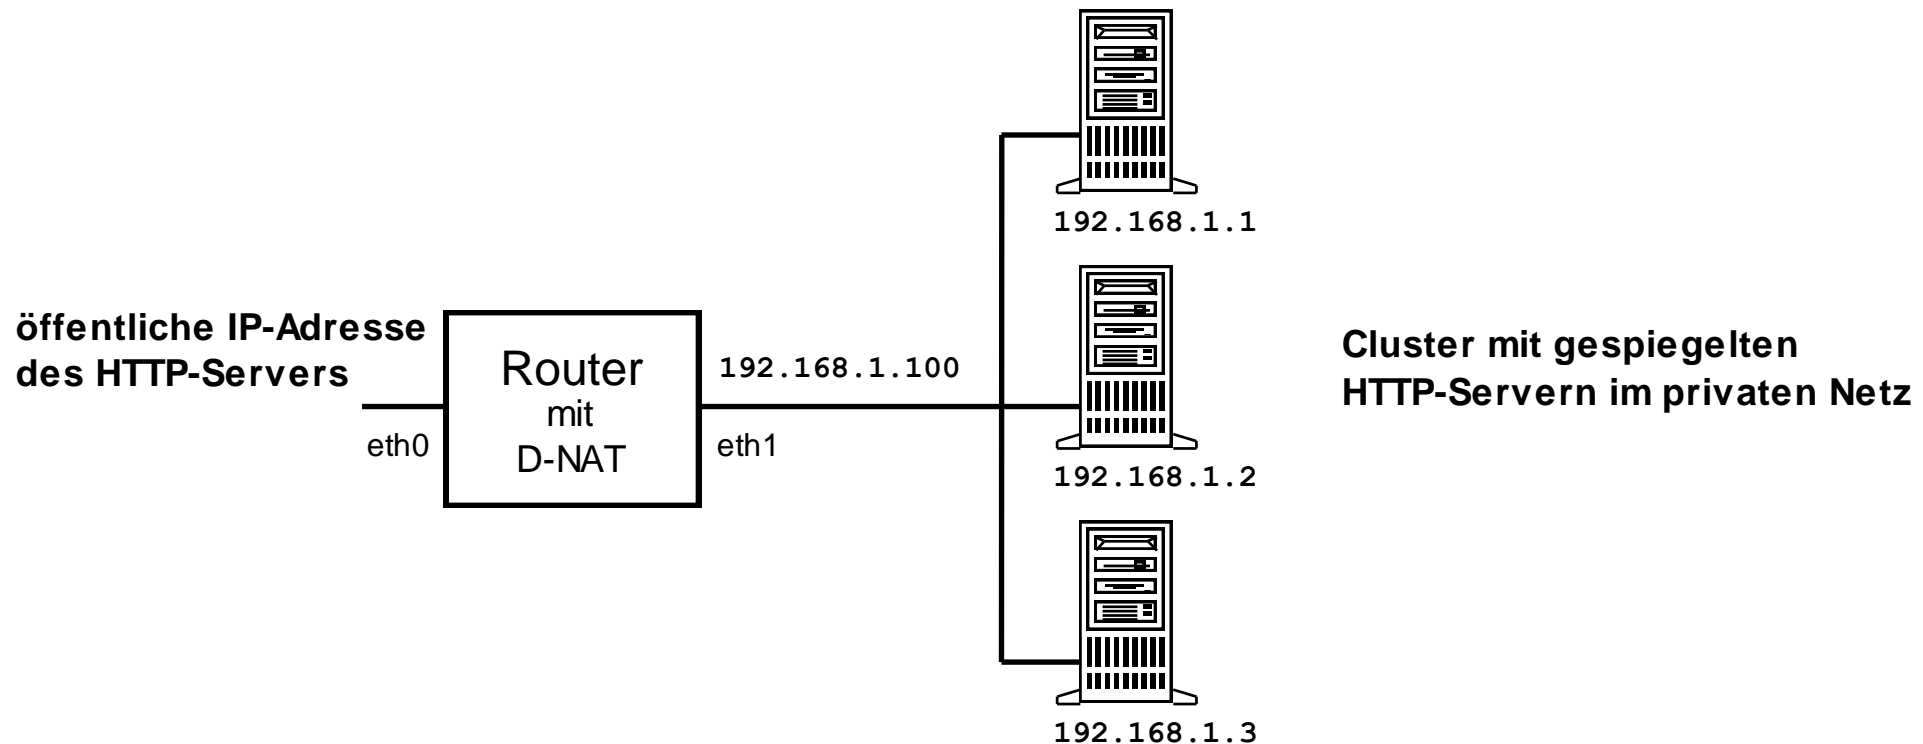 192.168.1.1
öffentliche IP-Adresse
des HTTP-Servers
eth0
Router
mit
D-NAT
192.168.1.100
eth1
192.168.1.2
Cluster mit gespiegelten
HTTP-Servern im privaten Netz
192.168.1.3